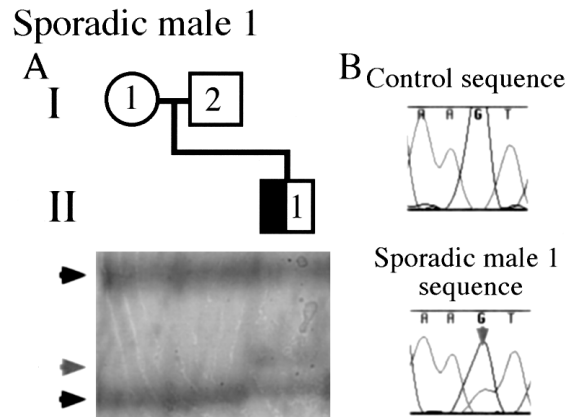 Sporadic male 1
A
I
1 2
II
1
B
Control sequence
A A G T
Sporadic male 1
sequence
A A G T